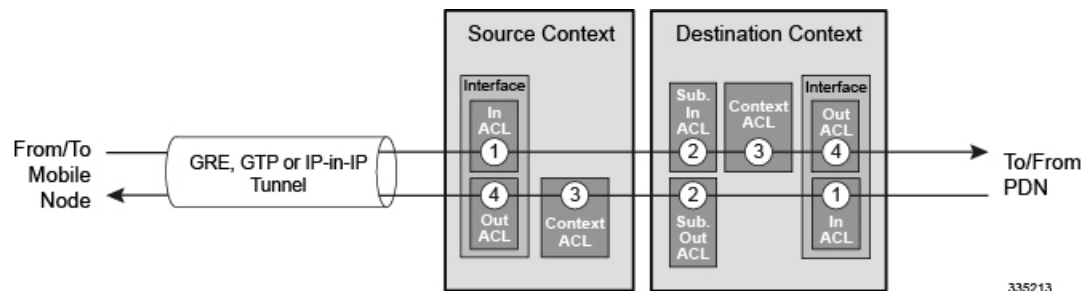 Source Context
Destination Context
Interface
In
ACL
1
4
Out
ACL
3
Context
ACL
Sub.
In
ACL
2
Context
ACL
3
Interface
Out
ACL
4
2
Sub.
Out
ACL
1
In
ACL
From/To
Mobile
Node
GRE, GTP or IP-in-IP
Tunnel
To/From
PDN
335213